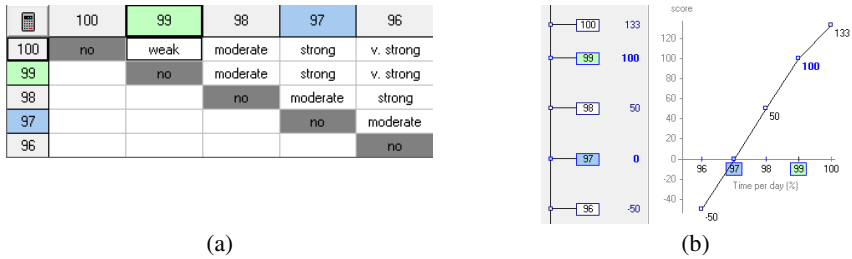 100 99 98 97 96
100 no weak moderate strong v. strong
99 no moderate strong v. strong
98 no moderate strong
97 no moderate
96 no
(a)
100 133
99 100
98 50
97 0
96 -50
score
120
100
80
60
40
20
0
-20
-40
133
100
50
-50
96 97 98 99 100
Time per day (%)
(b)